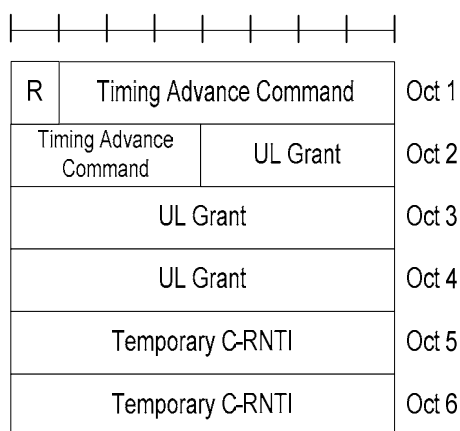 R Timing Advance Command Oct 1
Timing Advance
Command UL Grant Oct 2
UL Grant Oct 3
UL Grant Oct 4
Temporary C-RNTI Oct 5
Temporary C-RNTI Oct 6